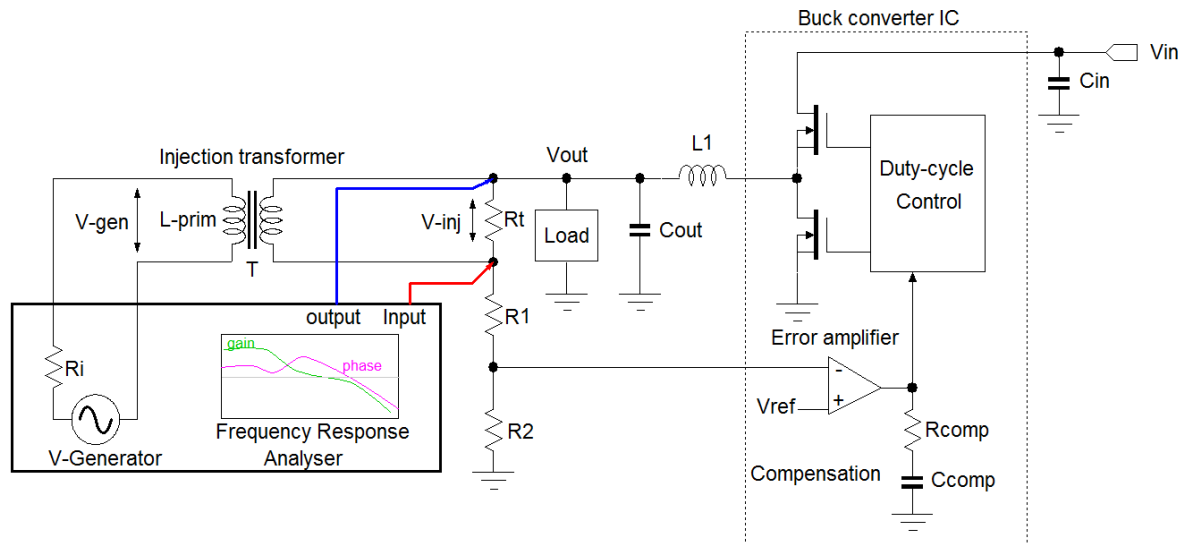 Buck converter IC
Vin
Cin
Injection transformer
Vout
L1
Duty-cycle
Control
V-gen
L-prim
V-inj
Rt
Load
Cout
T
output
Input
R1
Error amplifier
gain
phase
Ri
-
+
Vref
Frequency Response
Analyser
V-Generator
R2
Rcomp
Compensation
Ccomp